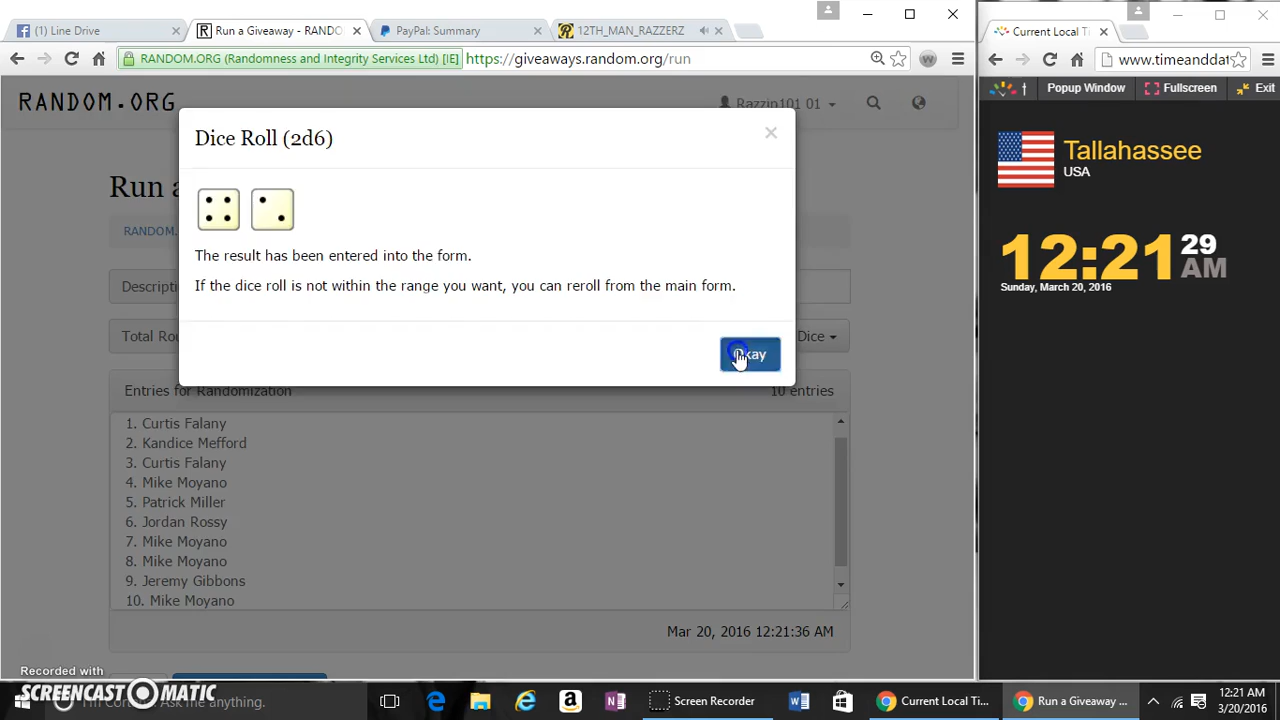 (1) Line Drive
Run a Giveaway - RANDO
PayPal: Summary
12TH_MAN_RAZZERZ
RANDOM.ORG (Randomness and Integrity Services Ltd) [IE]
https://giveaways.random.org/run
RANDOM.ORG
Razzip101 01
Dice Roll (2d6)
Run a
RANDOM.
The result has been entered into the form.
Descripti
If the dice roll is not within the range you want, you can reroll from the main form.
Total Rou
Dice
Okay
Entries for Randomization
10 entries
1. Curtis Falany
2. Kandice Mefford
3. Curtis Falany
4. Mike Moyano
5. Patrick Miller
6. Jordan Rossy
7. Mike Moyano
8. Mike Moyano
9. Jeremy Gibbons
10. Mike Moyano
Mar 20, 2016 12:21:36 AM
Current Local Ti
www.timeanddat
Popup Window
Fullscreen
Exit
Tallahassee
USA
12:21 29 AM
Sunday, March 20, 2016
Recorded with
SCREENCAST-O-MATIC
Ask me anything.
Screen Recorder
Current Local Ti...
Run a Giveaway ...
12:21 AM
3/20/2016